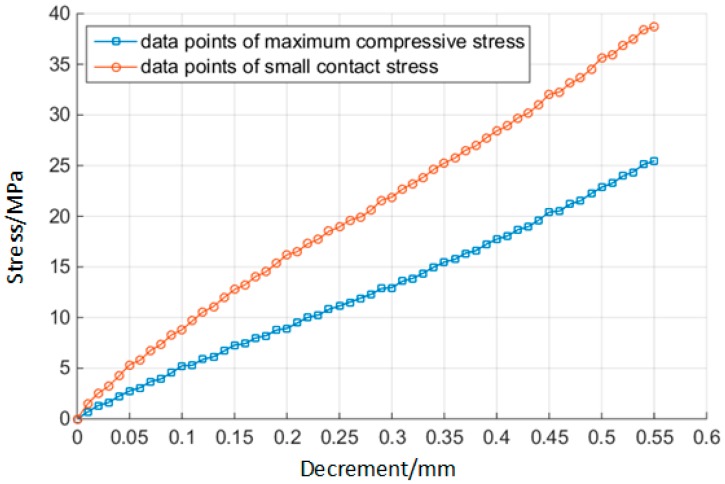 40
35
30
25
20
15
10
5
0
Stress/MPa
data points of maximum compressive stress
data points of small contact stress
0 0.05 0.1 0.15 0.2 0.25 0.3 0.35 0.4 0.45 0.5 0.55 0.6
Decrement/mm